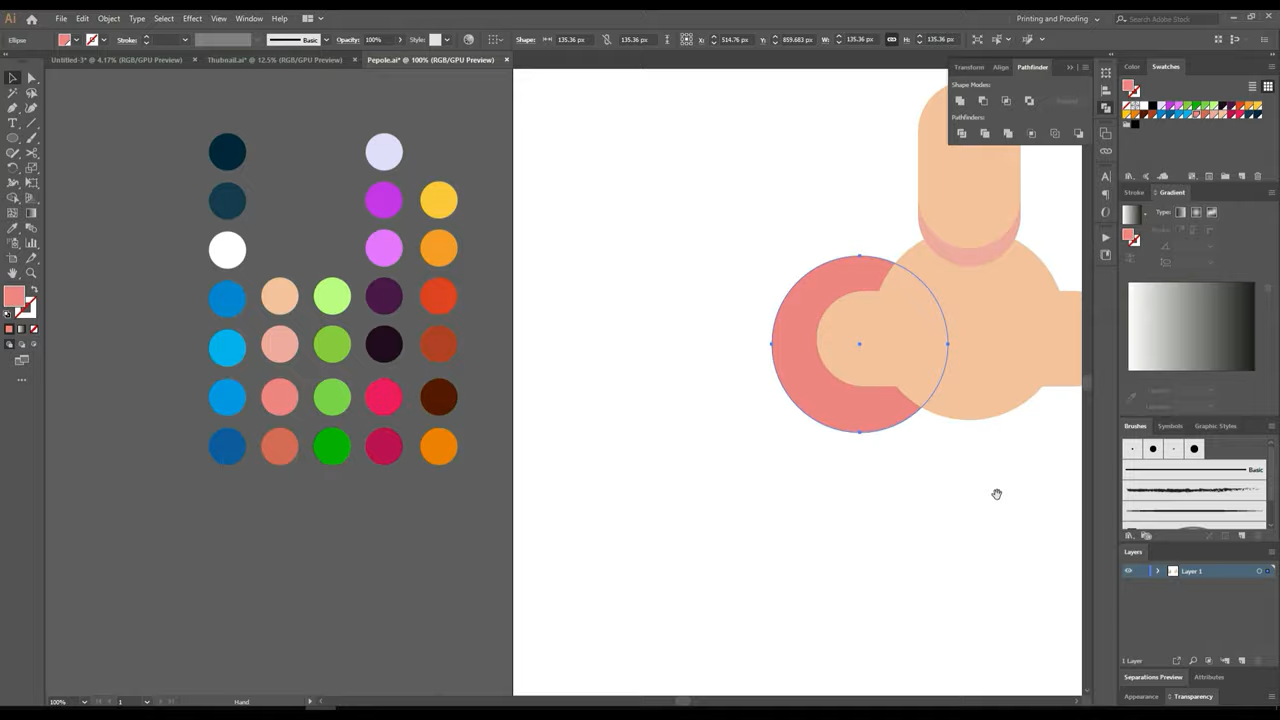 Ai File Edit Object Type Select Effect View Window Help Printing and Proofing Search Adobe Stock
Ellipse Stroke: Basic Opacity: 100% Style: Shape: 135.36 px 135.36 px X: 514.76 px Y: 859.683 px W: 135.36 px H: 135.36 px
Untitled-3* @ 4.17% (RGB/GPU Preview) × Thubnail.ai* @ 12.5% (RGB/GPU Preview) × Pepole.ai* @ 100% (RGB/GPU Preview) ×
Transform Align Pathfinder
Color Swatches
Shape Modes:
Expand
Pathfinders:
Stroke Gradient
Type:
Stroke:
Brushes Symbols Graphic Styles
Basic
Layers
Layer 1
1 Layer
Separations Preview Attributes
Appearance Transparency
100% 1 Hand